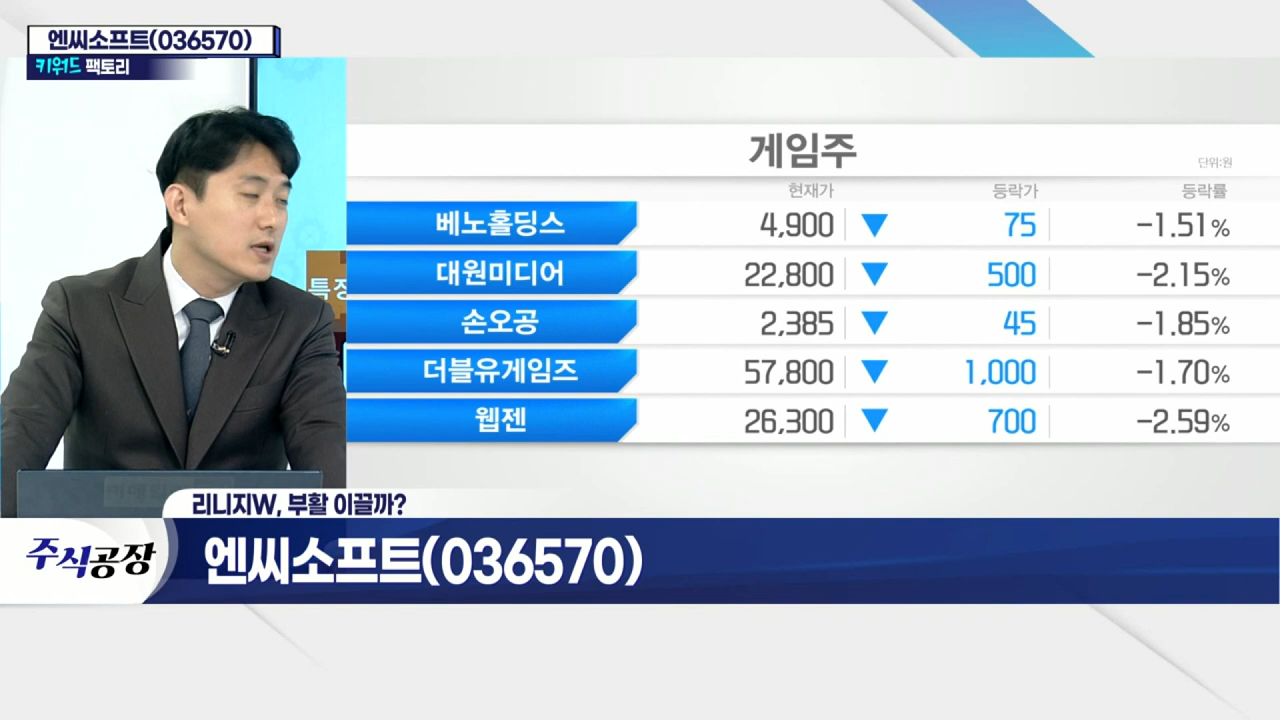 엔씨소프트(036570)
키워드 팩토리
게임주
단위:원
현재가 등락가 등락률
베노홀딩스 4,900 ▼ 75 -1.51%
대원미디어 22,800 ▼ 500 -2.15%
손오공 2,385 ▼ 45 -1.85%
더블유게임즈 57,800 ▼ 1,000 -1.70%
웹젠 26,300 ▼ 700 -2.59%
특징
리니지W, 부활 이끌까?
주식공장
엔씨소프트(036570)